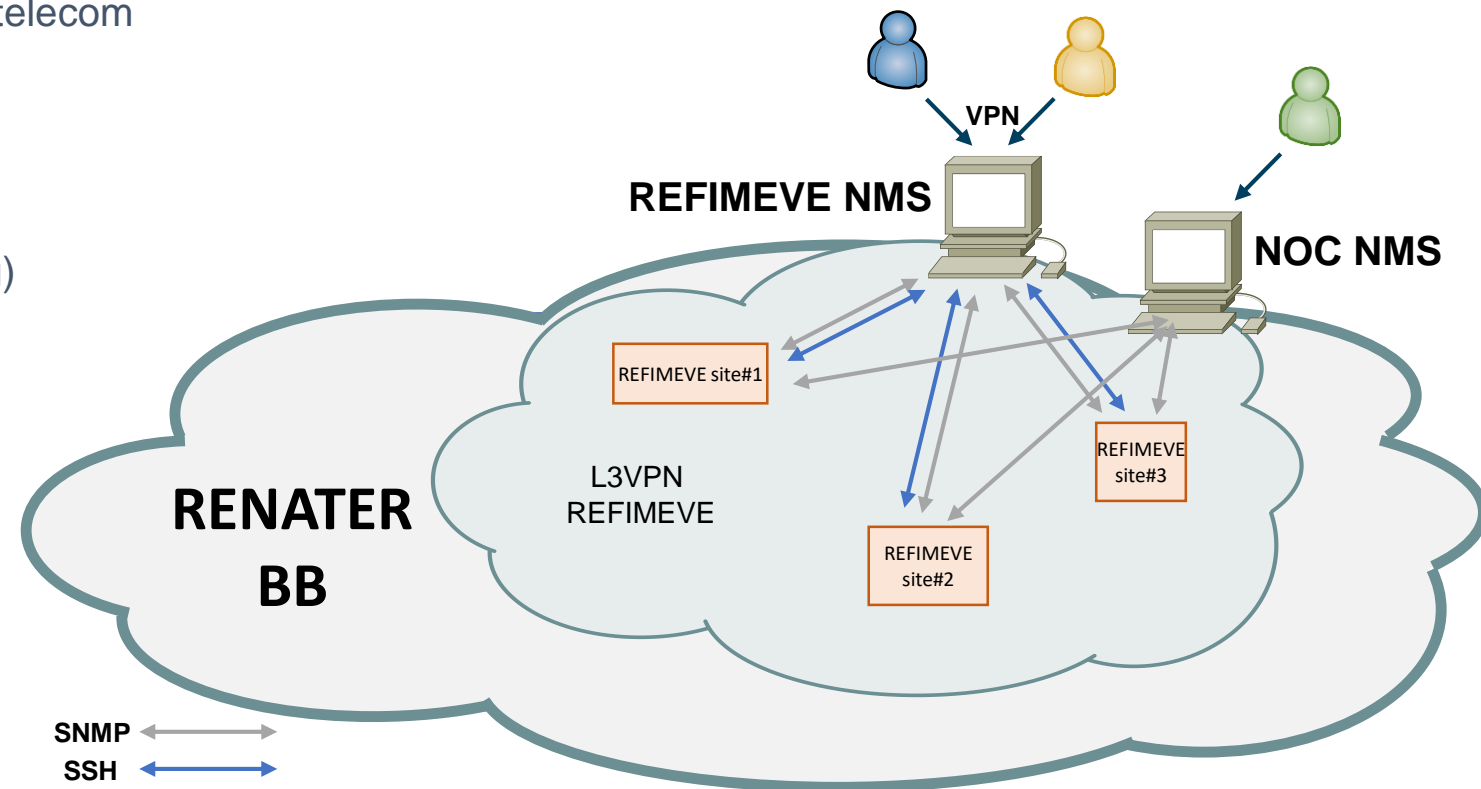 telecom
VPN
REFIMEVE NMS
NOC NMS
)
REFIMEVE site#1
REFIMEVE
site#3
L3VPN
REFIMEVE
RENATER
BB
REFIMEVE
site#2
SNMP
SSH